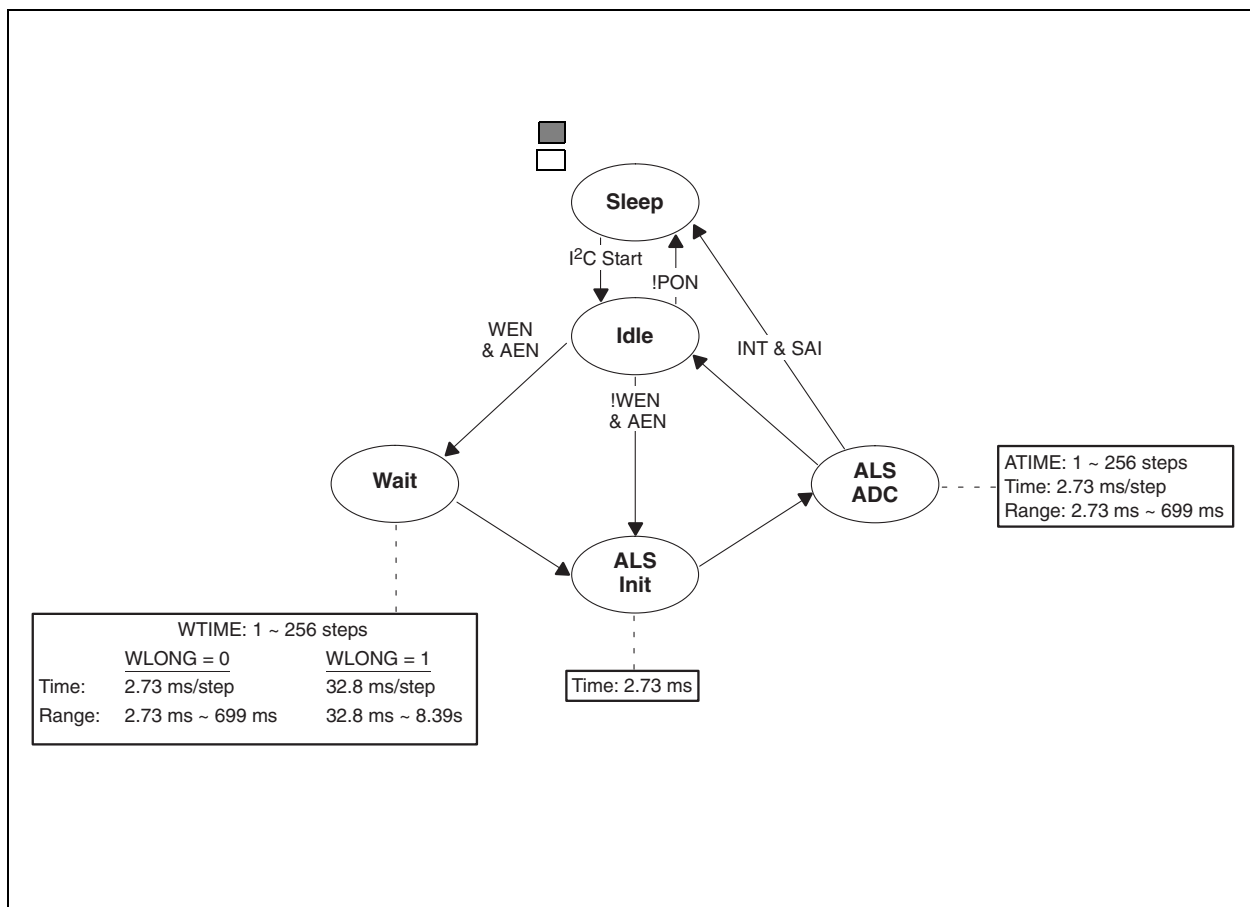 Sleep
I²C Start
!PON
Idle
WEN
& AEN
INT & SAI
!WEN
& AEN
Wait
ALS
ADC
ATIME: 1 ~ 256 steps
Time: 2.73 ms/step
Range: 2.73 ms ~ 699 ms
ALS
Init
WTIME: 1 ~ 256 steps
WLONG = 0 WLONG = 1
Time: 2.73 ms/step 32.8 ms/step
Range: 2.73 ms ~ 699 ms 32.8 ms ~ 8.39s
Time: 2.73 ms